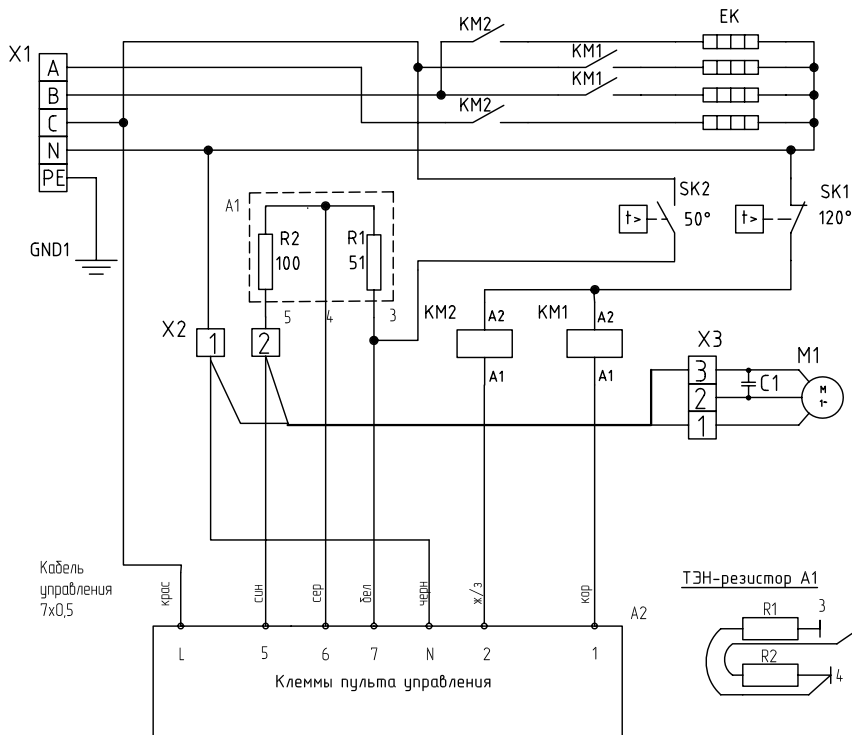 X1
A
B
C
N
PE
GND1
KM2
EK
KM1
KM1
KM2
A1
R2
100
R1
51
5
4
3
SK2
50°
t>
SK1
120°
t>
X2
1
2
KM2
A2
A1
KM1
A2
A1
X3
3
2
1
C1
M1
M
1~
Кабель
управления
7x0,5
крас
син
сер
бел
черн
ж/з
кор
A2
L
5
6
7
N
2
1
Клеммы пульта управления
ТЭН-резистор А1
R1
3
R2
4